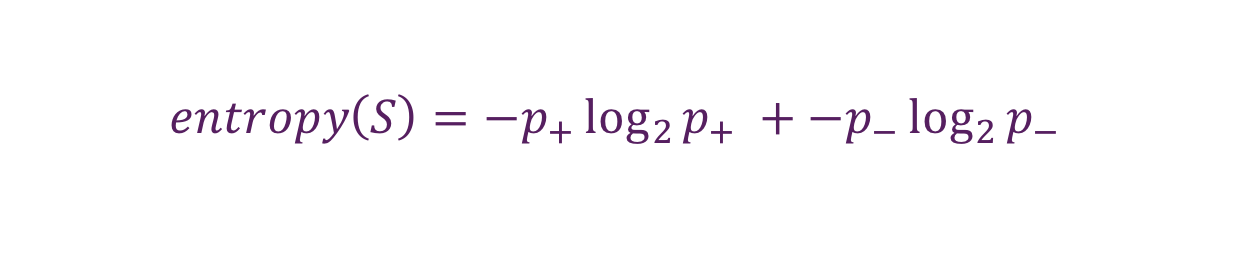 entropy(S) = −p₊ log₂ p₊ + −p₋ log₂ p₋